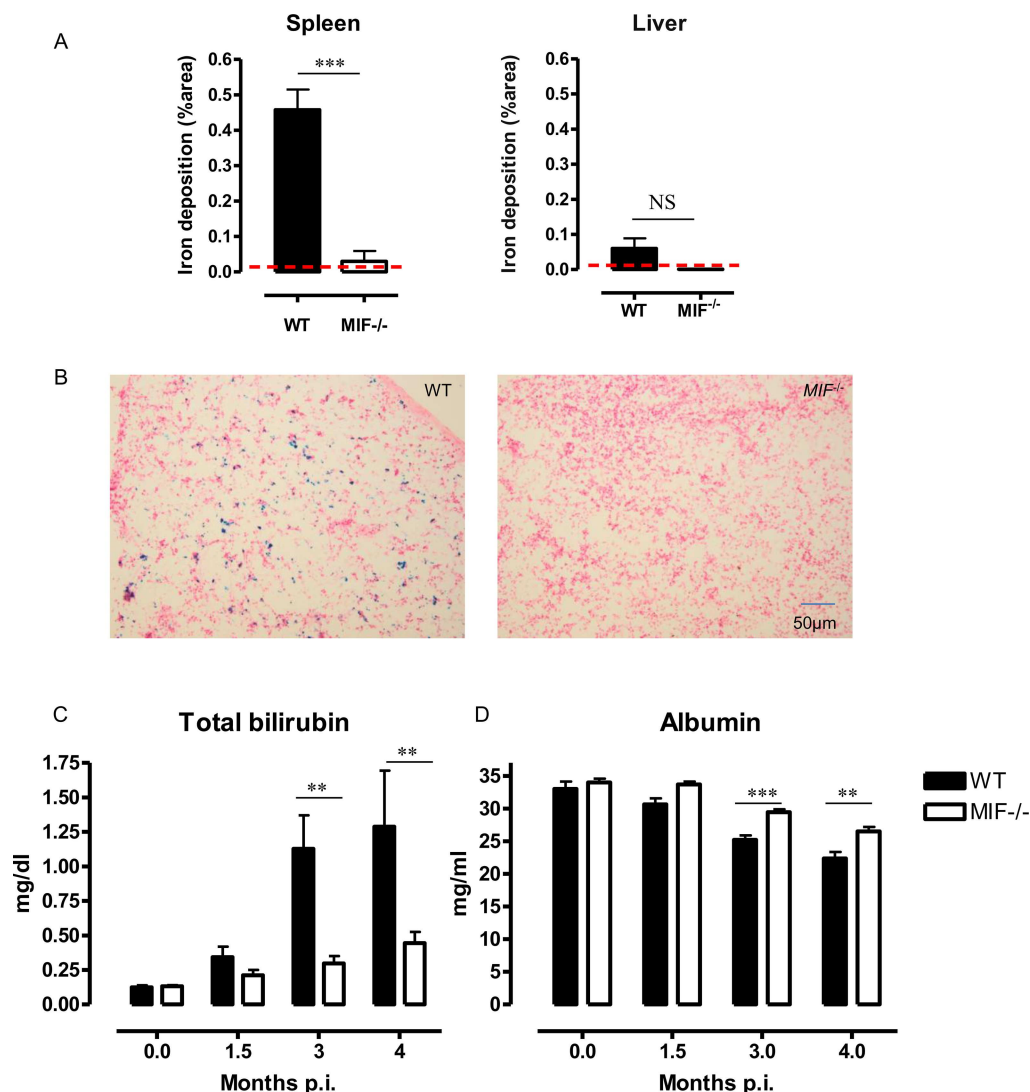 A
Spleen
Iron deposition (%area)
0.6
0.5
0.4
0.3
0.2
0.1
0.0
***
WT
MIF-/-
Liver
Iron deposition (%area)
0.6
0.5
0.4
0.3
0.2
0.1
0.0
NS
WT
MIF-/-
B
WT
MIF-/-
50μm
C
Total bilirubin
mg/dl
1.75
1.50
1.25
1.00
0.75
0.50
0.25
0.00
**
**
0.0 1.5 3 4
Months p.i.
D
Albumin
mg/ml
35
30
25
20
15
10
5
0
***
**
0.0 1.5 3.0 4.0
Months p.i.
WT
MIF-/-